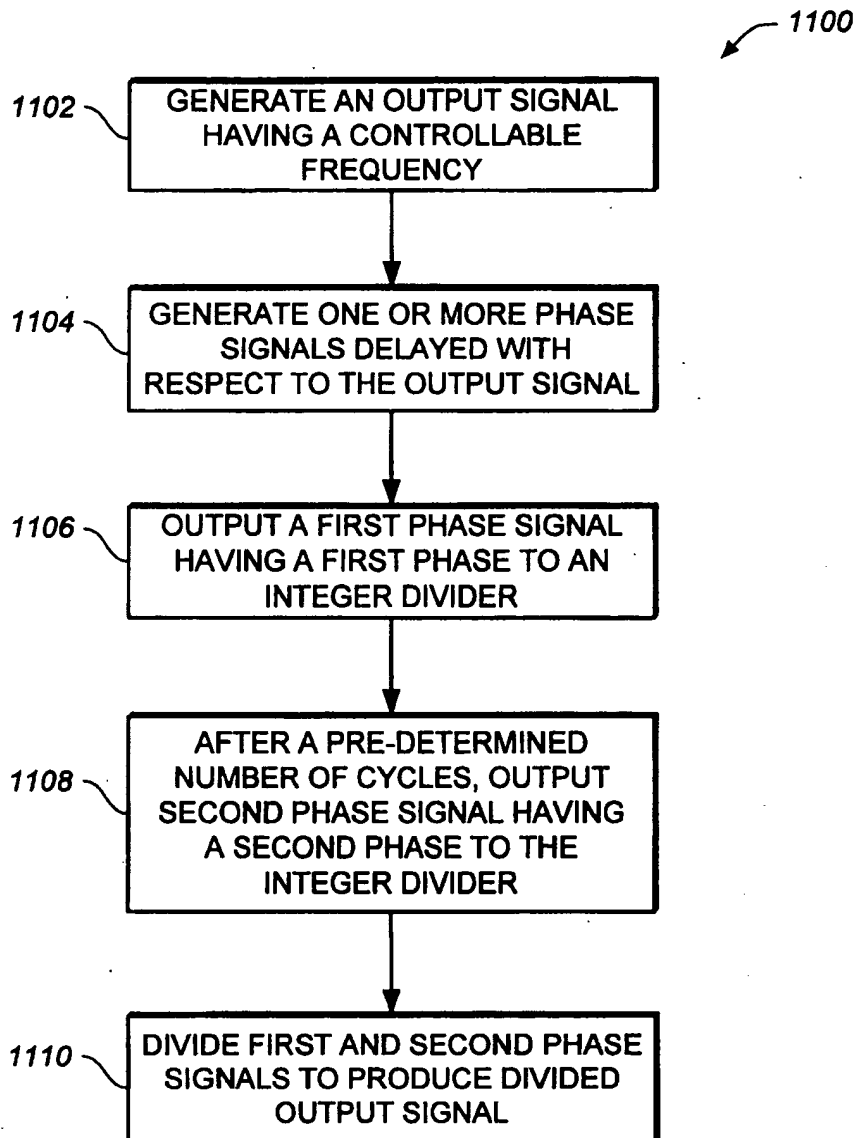 1100
1102
GENERATE AN OUTPUT SIGNAL
HAVING A CONTROLLABLE
FREQUENCY
1104
GENERATE ONE OR MORE PHASE
SIGNALS DELAYED WITH
RESPECT TO THE OUTPUT SIGNAL
1106
OUTPUT A FIRST PHASE SIGNAL
HAVING A FIRST PHASE TO AN
INTEGER DIVIDER
1108
AFTER A PRE-DETERMINED
NUMBER OF CYCLES, OUTPUT
SECOND PHASE SIGNAL HAVING
A SECOND PHASE TO THE
INTEGER DIVIDER
1110
DIVIDE FIRST AND SECOND PHASE
SIGNALS TO PRODUCE DIVIDED
OUTPUT SIGNAL